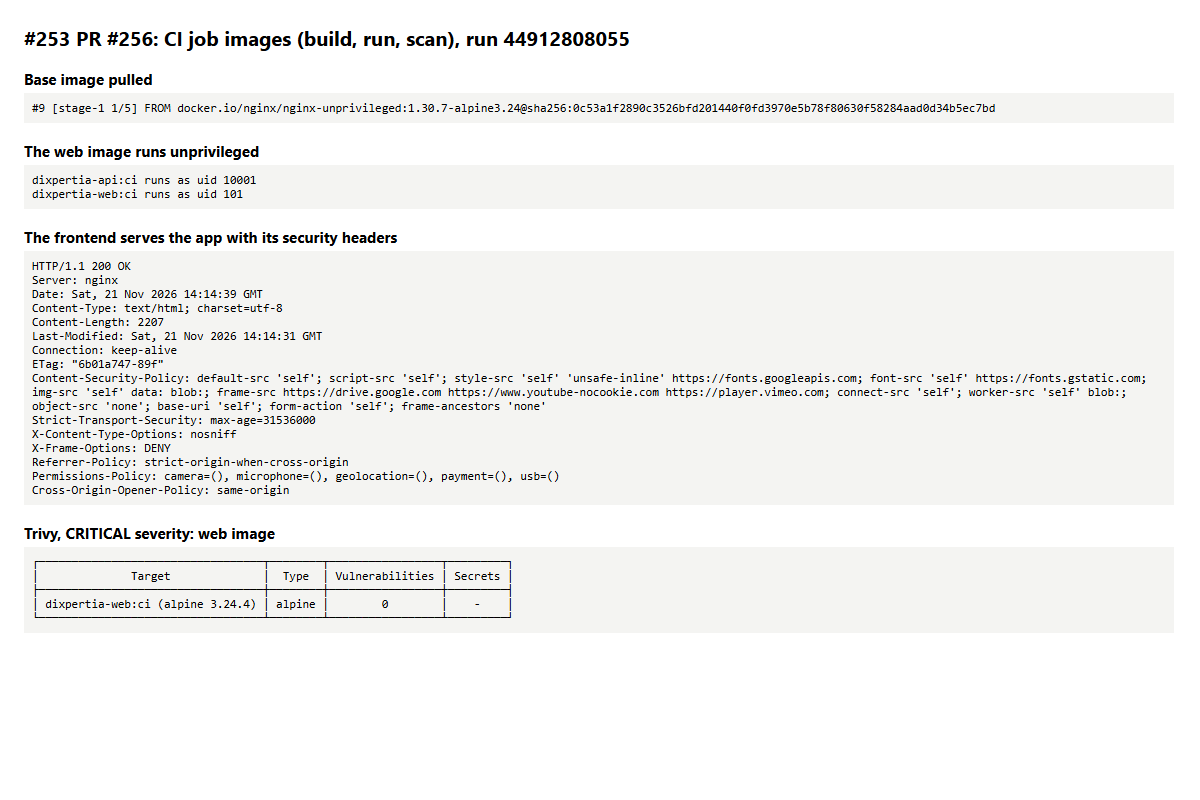 #253 PR #256: CI job images (build, run, scan), run 44912808055
Base image pulled
#9 [stage-1 1/5] FROM docker.io/nginx/nginx-unprivileged:1.30.7-alpine3.24@sha256:0c53a1f2890c3526bfd201440f0fd3970e5b78f80630f58284aad0d34b5ec7bd
The web image runs unprivileged
dixpertia-api:ci runs as uid 10001
dixpertia-web:ci runs as uid 101
The frontend serves the app with its security headers
HTTP/1.1 200 OK
Server: nginx
Date: Sat, 21 Nov 2026 14:14:39 GMT
Content-Type: text/html; charset=utf-8
Content-Length: 2207
Last-Modified: Sat, 21 Nov 2026 14:14:31 GMT
Connection: keep-alive
ETag: "6b01a747-89f"
Content-Security-Policy: default-src 'self'; script-src 'self'; style-src 'self' 'unsafe-inline' https://fonts.googleapis.com; font-src 'self' https://fonts.gstatic.com;
img-src 'self' data: blob:; frame-src https://drive.google.com https://www.youtube-nocookie.com https://player.vimeo.com; connect-src 'self'; worker-src 'self' blob:;
object-src 'none'; base-uri 'self'; form-action 'self'; frame-ancestors 'none'
Strict-Transport-Security: max-age=31536000
X-Content-Type-Options: nosniff
X-Frame-Options: DENY
Referrer-Policy: strict-origin-when-cross-origin
Permissions-Policy: camera=(), microphone=(), geolocation=(), payment=(), usb=()
Cross-Origin-Opener-Policy: same-origin
Trivy, CRITICAL severity: web image
Target Type Vulnerabilities Secrets
dixpertia-web:ci (alpine 3.24.4) alpine 0 -